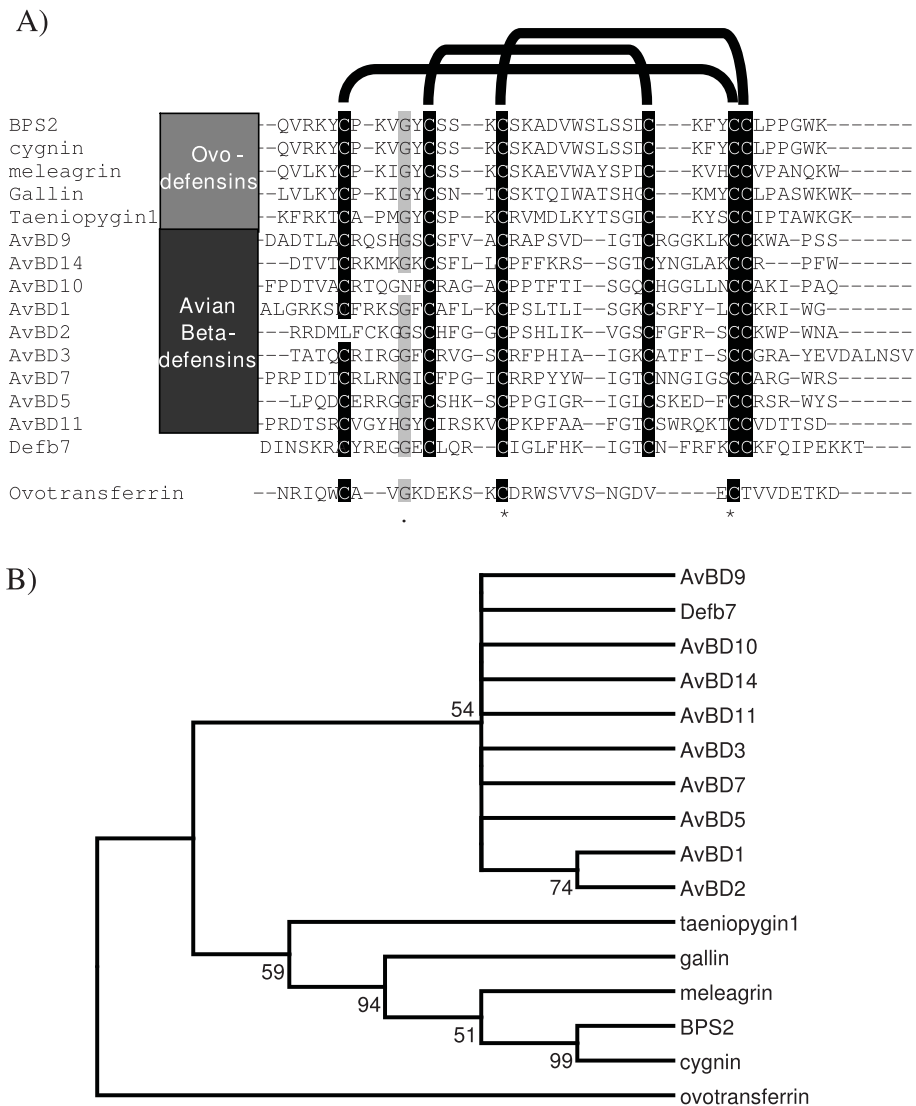 A)
BPS2 --QVRKYCP-KVGYCSS--KCSKADVWSLSSDC---KFYCCLPPGWK-------
cygnin --QVRKYCP-KVGYCSS--KCSKADVWSLSSDC---KFYCCLPPGWK-------
meleagrin --QVLKYCP-KIGYCSS--KCSKAEVWAYSPDC---KVHCCVPANQKW------
Gallin --LVLKYCP-KIGYCSN--TCSKTQIWATSHGC---KMYCCLPASWKWK-----
Taeniopygin1 --KFRKTCA-PMGYCSP--KCRVMDLKYTSGDC---KYSCCIPTAWKGK-----
AvBD9 -DADTLACRQSHGSCSFV-ACRAPSVD--IGTCRGGKLKCCKWA-PSS------
AvBD14 ---DTVTCRKMKGKCSFL-LCPFFKRS--SGTCYNGLAKCCR---PFW------
AvBD10 -FPDTVACRTQGNFCRAG-ACPPTFTI--SGQCHGGLLNCCAKI-PAQ------
AvBD1 ALGRKSDCFRKSGFCAFL-KCPSLTLI--SGKCSRFY-LCCKRI-WG-------
AvBD2 ---RRDMLFCKGGSCHFG-GCPSHLIK--VGSCFGFR-SCCKWP-WNA------
AvBD3 ---TATQCRIRGGFCRVG-SCRFPHIA--IGKCATFI-SCCGRA-YEVDALNSV
AvBD7 -PRPIDTCRLRNGICFPG-ICRRPYYW--IGTCNNGIGSCCARG-WRS------
AvBD5 ---LPQDCERRGGFCSHK-SCPPGIGR--IGLCSKED-FCCRSR-WYS------
AvBD11 -PRDTSRCVGYHGYCIRSKVCPKPFAA--FGTCSWRQKTCCVDTTSD-------
Defb7 DINSKRACYREGGECLQR--CIGLFHK--IGTCN-FRFKCCKFQIPEKKT----
Ovo-
defensins
Avian
Beta-
defensins
Ovotransferrin --NRIQWCA--VGKDEKS-KCDRWSVVS-NGDV-----ECTVVDETKD------
. * *
B)
AvBD9
Defb7
AvBD10
AvBD14
54
AvBD11
AvBD3
AvBD7
AvBD5
AvBD1
74
AvBD2
taeniopygin1
59
gallin
94
meleagrin
51
BPS2
99
cygnin
ovotransferrin